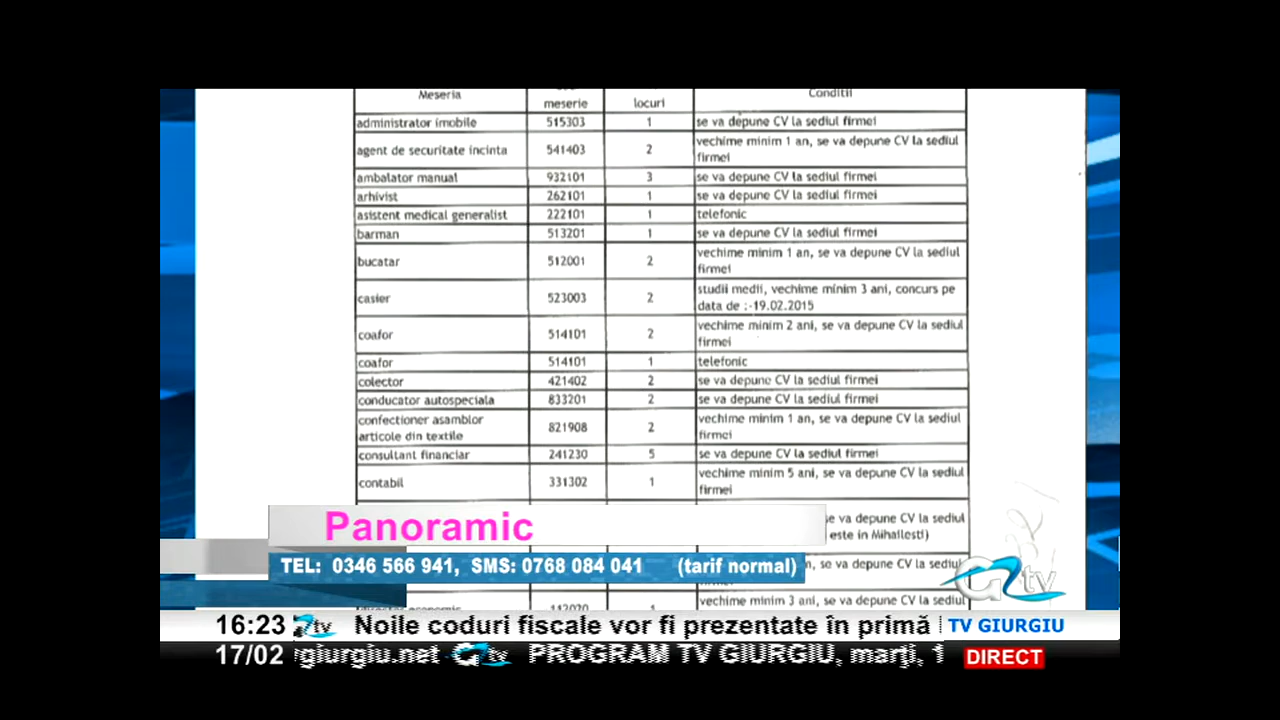 Meseria meserie locuri Conditii
administrator imobile 515303 1 se va depune CV la sediul firmei
agent de securitate incinta 541403 2 vechime minim 1 an, se va depune CV la sediul
firmei
ambalator manual 932101 3 se va depune CV la sediul firmei
arhivist 262101 1 se va depune CV la sediul firmei
asistent medical generalist 222101 1 telefonic
barman 513201 1 se va depune CV la sediul firmei
bucatar 512001 2 vechime minim 1 an, se va depune CV la sediul
firmei
casier 523003 2 studii medii, vechime minim 3 ani, concurs pe
data de :-19.02.2015
coafor 514101 2 vechime minim 2 ani, se va depune CV la sediul
firmei
coafor 514101 1 telefonic
colector 421402 2 se va depune CV la sediul firmei
conducator autospeciala 833201 2 se va depune CV la sediul firmei
confectioner asamblor
articole din textile 821908 2 vechime minim 1 an, se va depune CV la sediul
firmei
consultant financiar 241230 5 se va depune CV la sediul firmei
contabil 331302 1 vechime minim 5 ani, se va depune CV la sediul
firmei
se va depune CV la sediul
este in Mihailesti)
se va depune CV la sediul
vechime minim 3 ani, se va depune CV la sediul
Panoramic
TEL: 0346 566 941, SMS: 0768 084 041 (tarif normal)
tv
16:23 tv Noile coduri fiscale vor fi prezentate în primă TV GIURGIU
17/02 giurgiu.net tv PROGRAM TV GIURGIU, marţi, 1 DIRECT